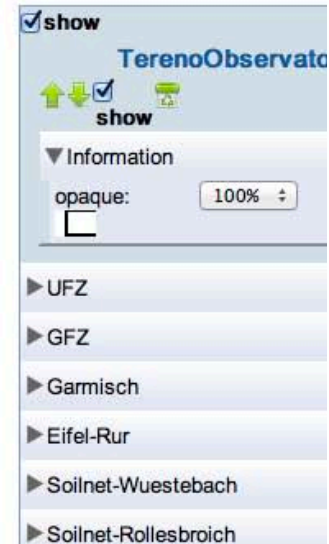 show
TerenoObservato
show
Information
opaque:
100%
UFZ
GFZ
Garmisch
Eifel-Rur
Soilnet-Wuestebach
Soilnet-Rollesbroich